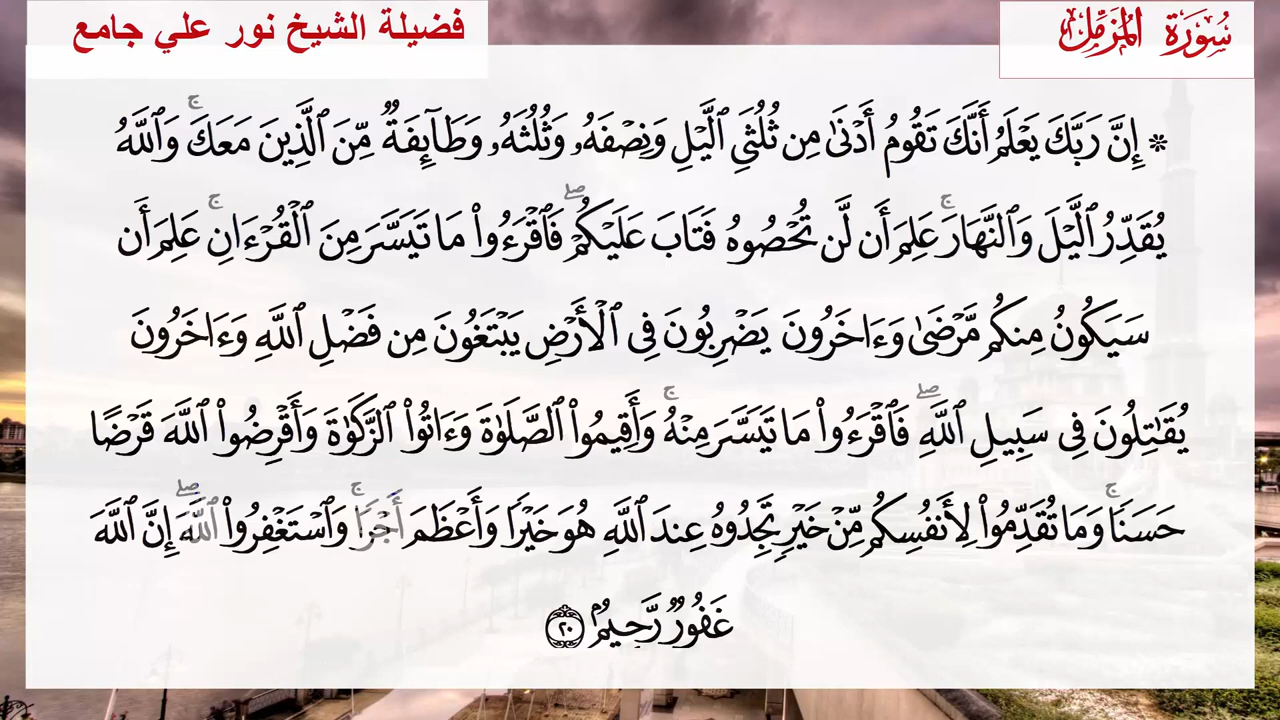 سُورَةُ الْمُزَّمِّلِ
فضيلة الشيخ نور علي جامع
۞ إِنَّ رَبَّكَ يَعْلَمُ أَنَّكَ تَقُومُ أَدْنَىٰ مِن ثُلُثَىِ ٱلَّيْلِ وَنِصْفَهُۥ وَثُلُثَهُۥ وَطَآئِفَةٌ مِّنَ ٱلَّذِينَ مَعَكَ ۚ وَٱللَّهُ
يُقَدِّرُ ٱلَّيْلَ وَٱلنَّهَارَ ۚ عَلِمَ أَن لَّن تُحْصُوهُ فَتَابَ عَلَيْكُمْ ۖ فَٱقْرَءُوا۟ مَا تَيَسَّرَ مِنَ ٱلْقُرْءَانِ ۚ عَلِمَ أَن
سَيَكُونُ مِنكُم مَّرْضَىٰ وَءَاخَرُونَ يَضْرِبُونَ فِى ٱلْأَرْضِ يَبْتَغُونَ مِن فَضْلِ ٱللَّهِ وَءَاخَرُونَ
يُقَٰتِلُونَ فِى سَبِيلِ ٱللَّهِ ۖ فَٱقْرَءُوا۟ مَا تَيَسَّرَ مِنْهُ ۚ وَأَقِيمُوا۟ ٱلصَّلَوٰةَ وَءَاتُوا۟ ٱلزَّكَوٰةَ وَأَقْرِضُوا۟ ٱللَّهَ قَرْضًا
حَسَنًا ۚ وَمَا تُقَدِّمُوا۟ لِأَنفُسِكُم مِّنْ خَيْرٍ تَجِدُوهُ عِندَ ٱللَّهِ هُوَ خَيْرًا وَأَعْظَمَ أَجْرًا ۚ وَٱسْتَغْفِرُوا۟ ٱللَّهَ ۖ إِنَّ ٱللَّهَ
غَفُورٌ رَّحِيمٌۢ ٢٠